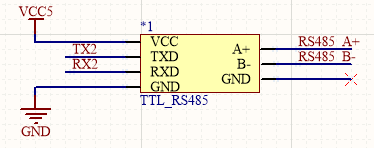 VCC5
*1
VCC
TX2
TXD
A+
RS485_A+
RX2
RXD
B-
RS485_B-
GND
GND
TTL_RS485
GND